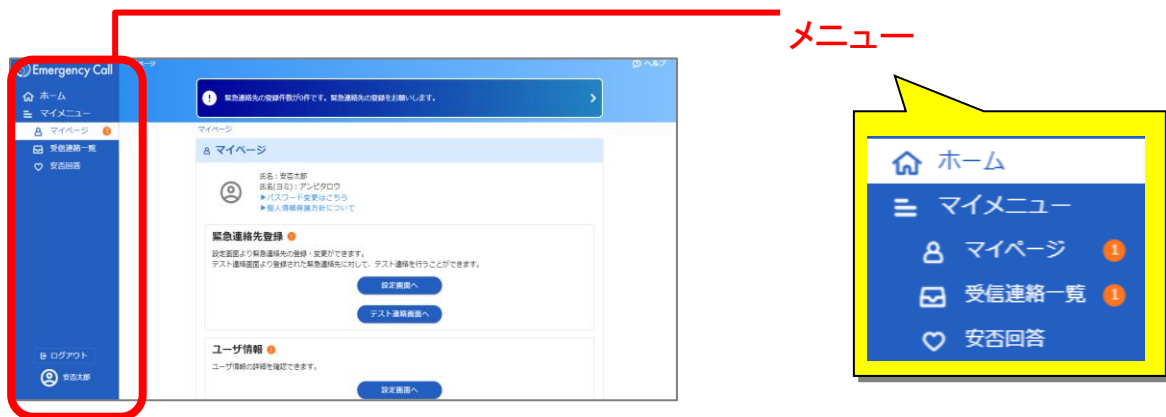 メニュー
Emergency Call
ヘルプ
ホーム
マイメニュー
マイページ
受信連絡一覧
安否回答
緊急連絡先の登録件数が0件です。緊急連絡先の登録をお願いします。
マイページ
マイページ
氏名：安否太郎
氏名(ヨミ)：アンピタロウ
▶パスワード変更はこちら
▶個人情報保護方針について
緊急連絡先登録
設定画面より緊急連絡先の登録・変更ができます。
テスト連絡画面より登録された緊急連絡先に対して、テスト連絡を行うことができます。
設定画面へ
テスト連絡画面へ
ユーザ情報
ユーザ情報の詳細を確認できます。
設定画面へ
ログアウト
安否太郎
ホーム
マイメニュー
マイページ 1
受信連絡一覧 1
安否回答